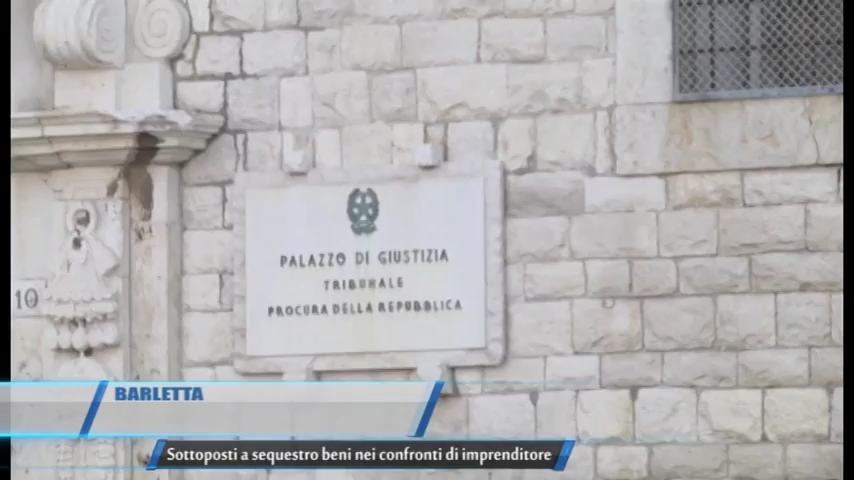 PALAZZO DI GIUSTIZIA
TRIBUNALE
PROCURA DELLA REPUBBLICA
10
BARLETTA
Sottoposti a sequestro beni nei confronti di imprenditore